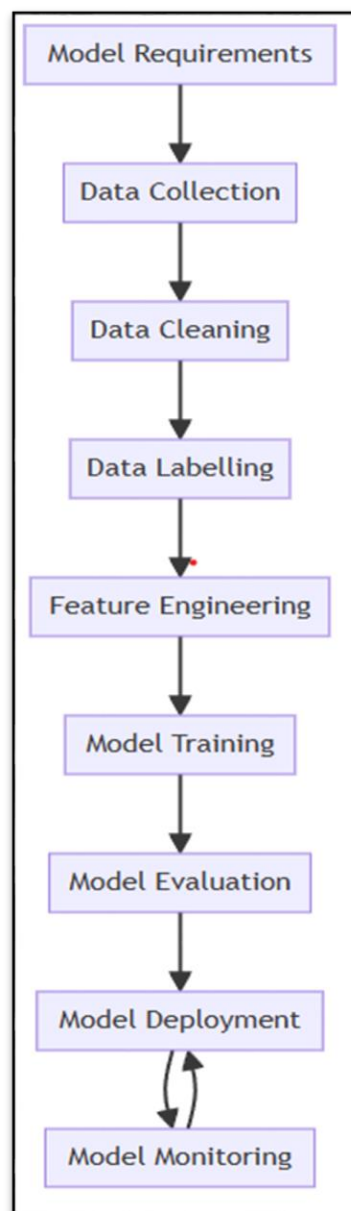 Model Requirements
Data Collection
Data Cleaning
Data Labelling
Feature Engineering
Model Training
Model Evaluation
Model Deployment
Model Monitoring